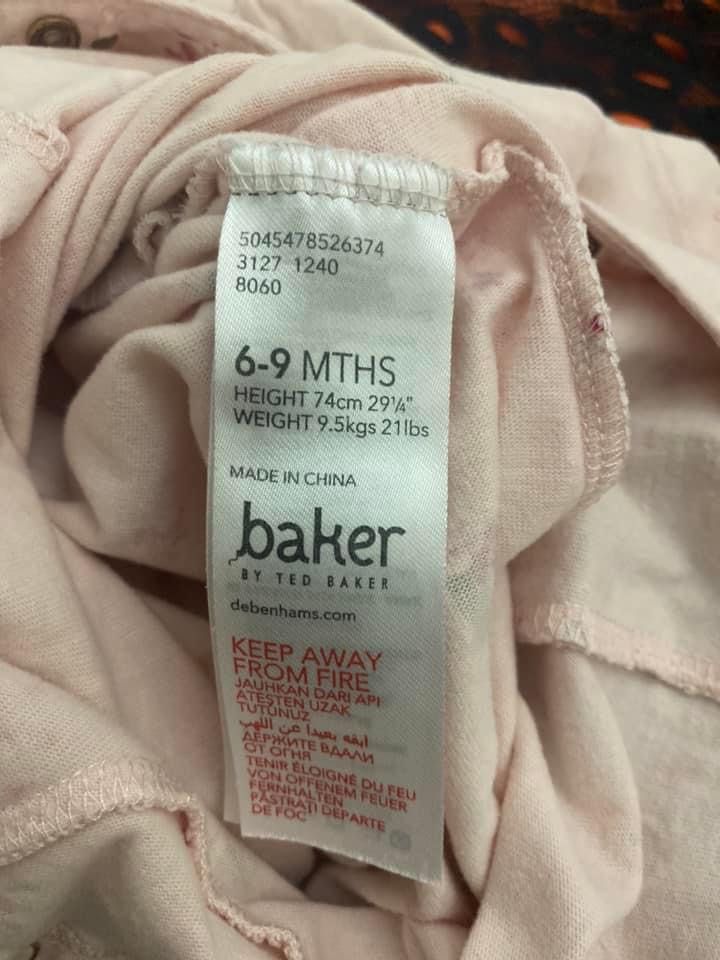 5045478526374
3127 1240
8060
6-9 MTHS
HEIGHT 74cm 29¼"
WEIGHT 9.5kgs 21lbs
MADE IN CHINA
baker
BY TED BAKER
debenhams.com
KEEP AWAY
FROM FIRE
JAUHKAN DARI API
ATEŞTEN UZAK
TUTUNUZ
ابقه بعيدا عن اللهب
ДЕРЖИТЕ ВДАЛИ
ОТ ОГНЯ
TENIR ÉLOIGNÉ DU FEU
VON OFFENEM FEUER
FERNHALTEN
PĂSTRAȚI DEPARTE
DE FOC